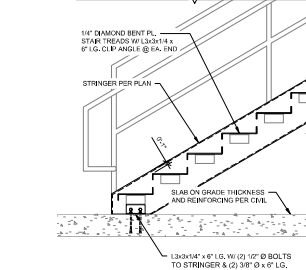 1/4" DIAMOND BENT PL.
STAIR TREADS W/ L3x3x1/4 x
6" LG. CLIP ANGLE @ EA. END
STRINGER PER PLAN
0'-1"
SLAB ON GRADE THICKNESS
AND REINFORCING PER CIVIL
L3x3x1/4" x 6" LG. W/ (2) 1/2" Ø BOLTS
TO STRINGER & (2) 3/8" Ø x 6" LG.